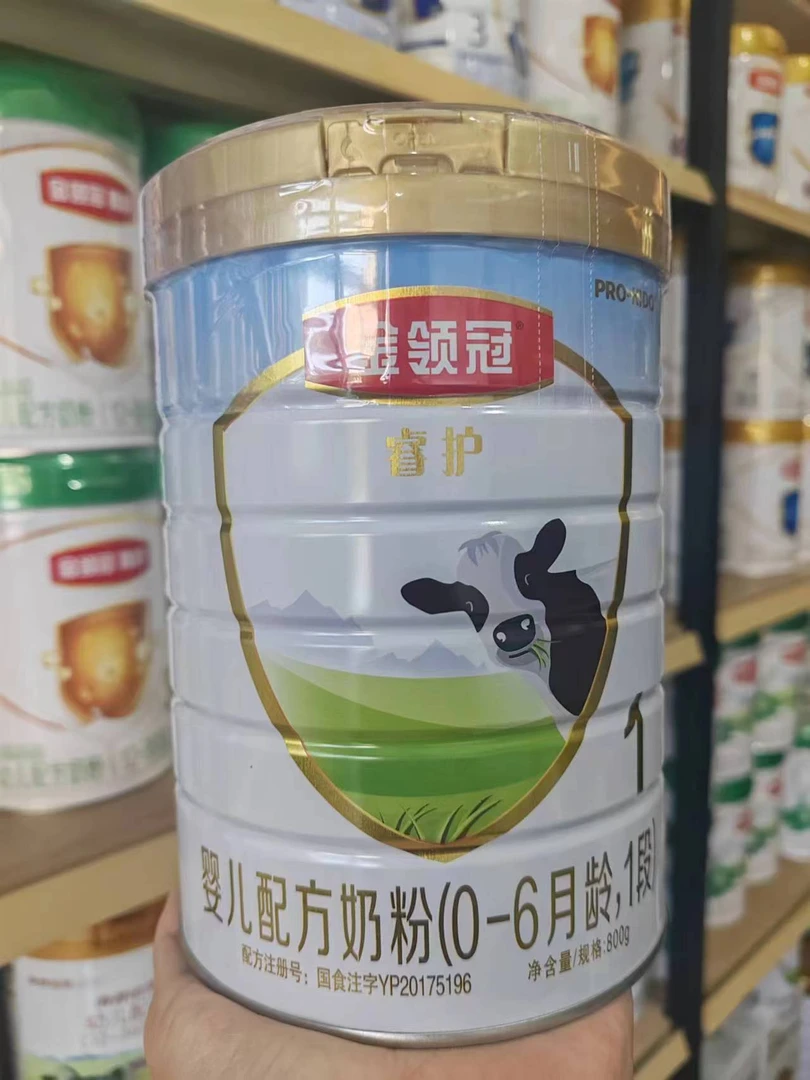 PRO-KIDO
金领冠®
睿护
1
婴儿配方奶粉(0-6月龄,1段)
配方注册号：国食注字YP20175196
净含量/规格:800g